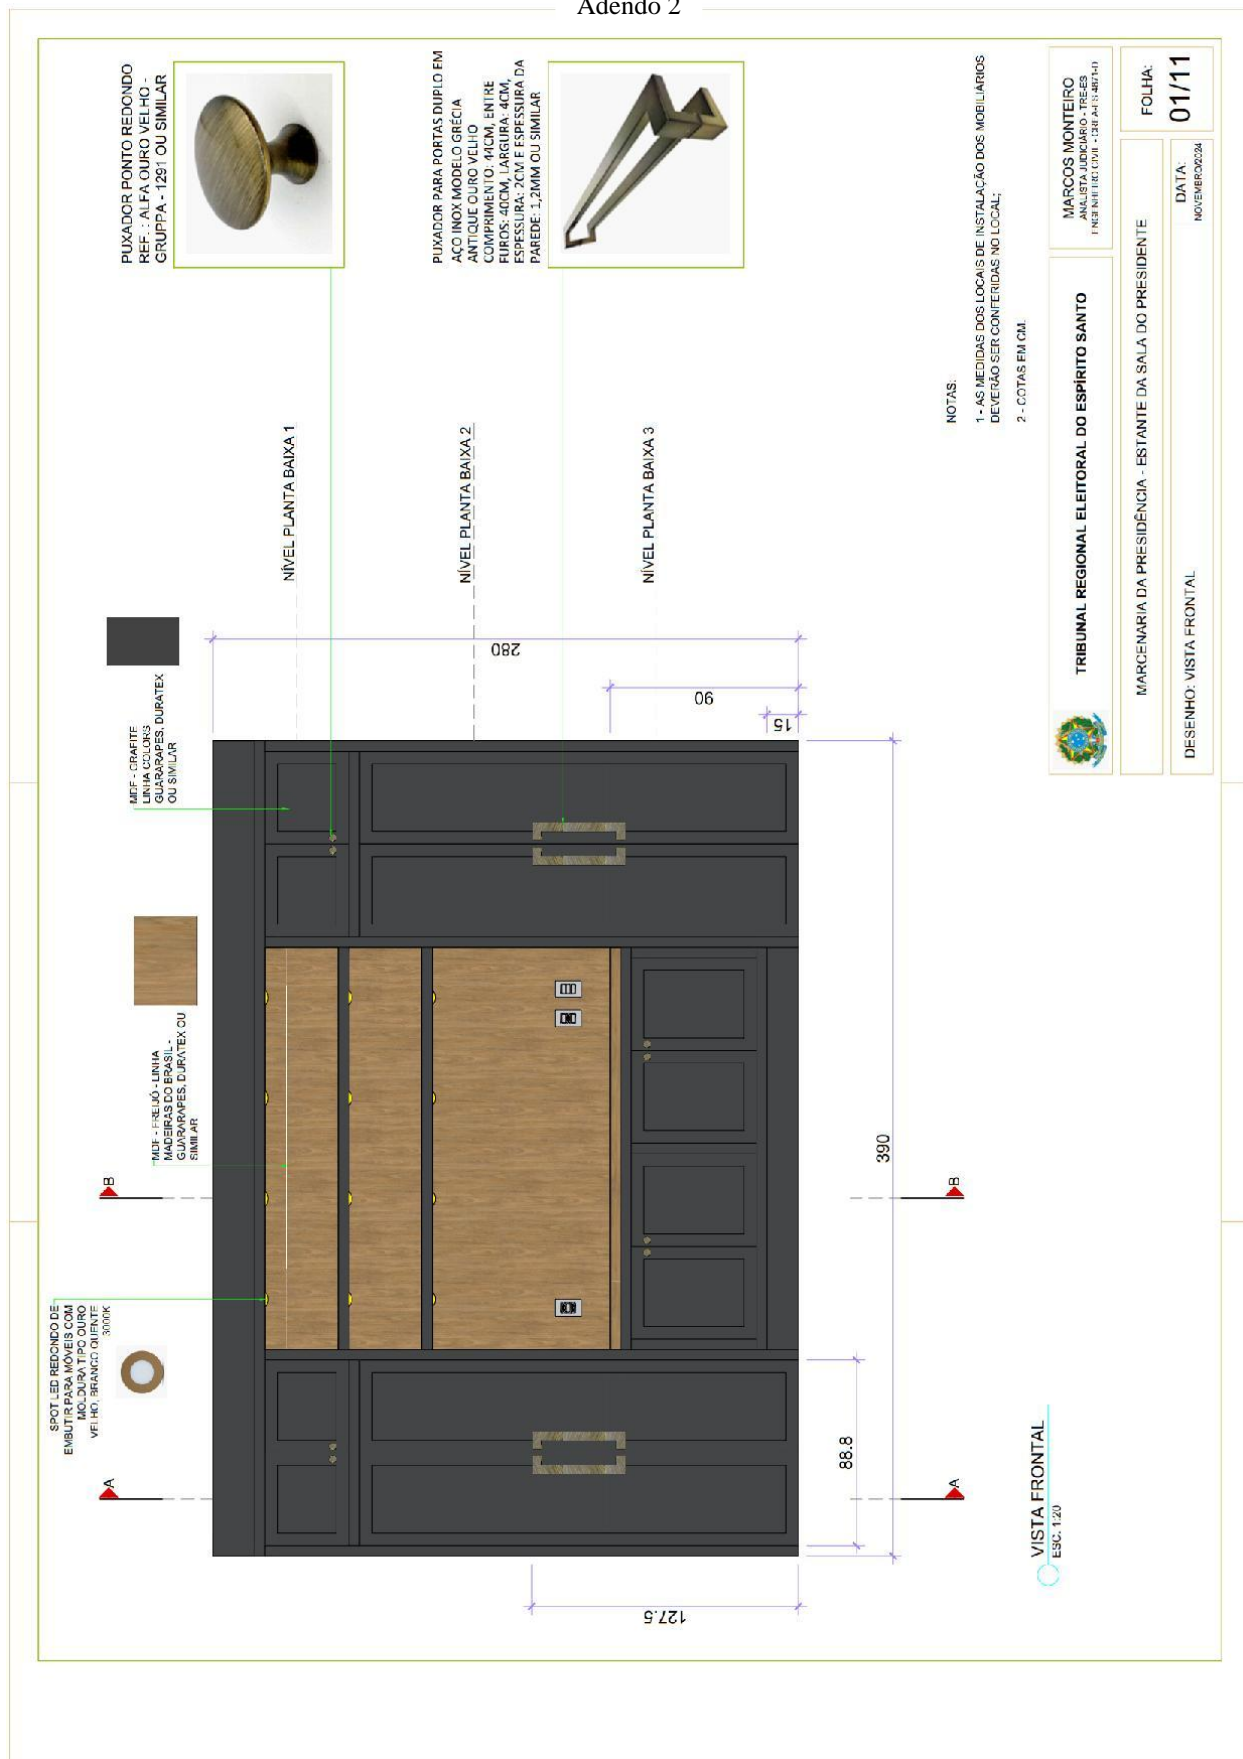 Adendo 2
SPOT LED REDONDO DE
EMBUTIR PARA MÓVEIS COM
MOLDURA TIPO OURO
VELHO, BRANCO QUENTE
3000K
MDF - FREIJÓ - LINHA
MADEIRAS DO BRASIL -
GUARARAPES, DURATEX OU
SIMILAR
MDF - GRAFITE
LINHA COLORS
GUARARAPES, DURATEX
OU SIMILAR
PUXADOR PONTO REDONDO
REF.: ALFA OURO VELHO -
GRUPPA - 1291 OU SIMILAR
PUXADOR PARA PORTAS DUPLO EM
AÇO INOX MODELO GRÉCIA
ANTIQUE OURO VELHO
COMPRIMENTO: 44CM, ENTRE
FUROS: 40CM, LARGURA: 4CM,
ESPESSURA: 2CM E ESPESSURA DA
PAREDE: 1,2MM OU SIMILAR
A
B
NÍVEL PLANTA BAIXA 1
NÍVEL PLANTA BAIXA 2
NÍVEL PLANTA BAIXA 3
280
90
15
127.5
88.8
390
A
B
VISTA FRONTAL
ESC. 1:20
NOTAS:
1 - AS MEDIDAS DOS LOCAIS DE INSTALAÇÃO DOS MOBILIÁRIOS
DEVERÃO SER CONFERIDAS NO LOCAL;
2 - COTAS EM CM.
TRIBUNAL REGIONAL ELEITORAL DO ESPÍRITO SANTO
MARCOS MONTEIRO
ANALISTA JUDICIÁRIO - TRE-ES
ENGENHEIRO CIVIL - CREA-ES
MARCENARIA DA PRESIDÊNCIA - ESTANTE DA SALA DO PRESIDENTE
DESENHO: VISTA FRONTAL
DATA:
NOVEMBRO/2024
FOLHA:
01/11